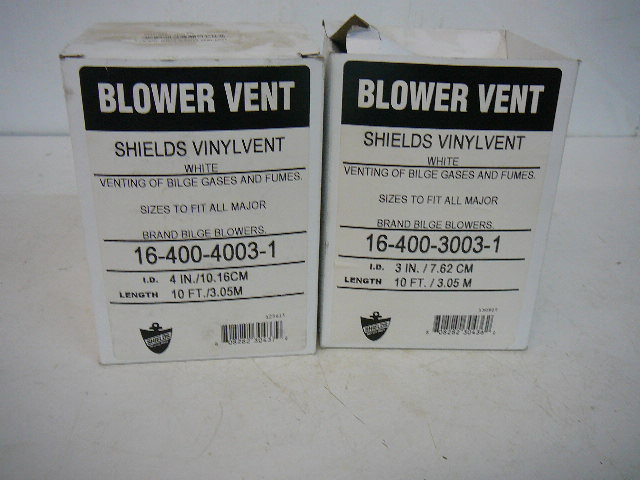 BLOWER VENT
SHIELDS VINYLVENT
WHITE
VENTING OF BILGE GASES AND FUMES.
SIZES TO FIT ALL MAJOR
BRAND BILGE BLOWERS.
16-400-4003-1
I.D. 4 IN./10.16CM
LENGTH 10 FT./3.05M
SHIELDS
BLOWER VENT
SHIELDS VINYLVENT
WHITE
VENTING OF BILGE GASES AND FUMES.
SIZES TO FIT ALL MAJOR
BRAND BILGE BLOWERS.
16-400-3003-1
I.D. 3 IN./7.62 CM
LENGTH 10 FT./3.05 M
SHIELDS